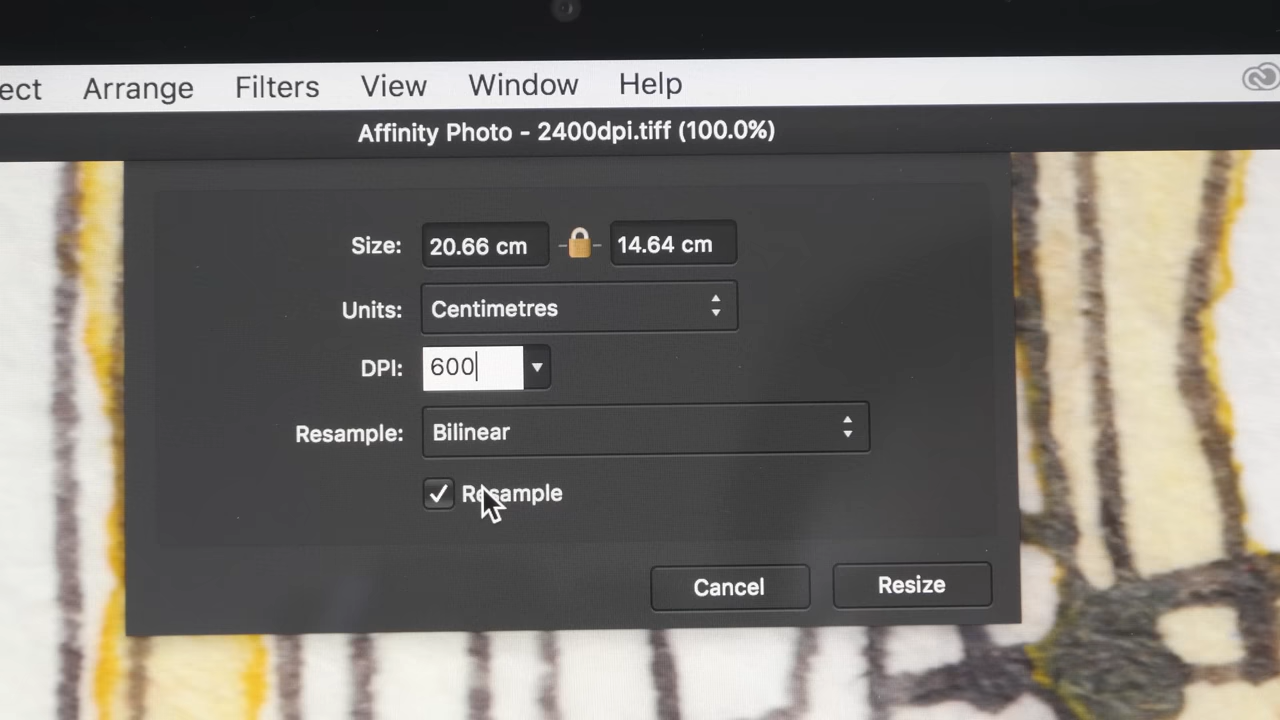 ect Arrange Filters View Window Help
Affinity Photo - 2400dpi.tiff (100.0%)
Size: 20.66 cm 14.64 cm
Units: Centimetres
DPI: 600
Resample: Bilinear
Resample
Cancel Resize